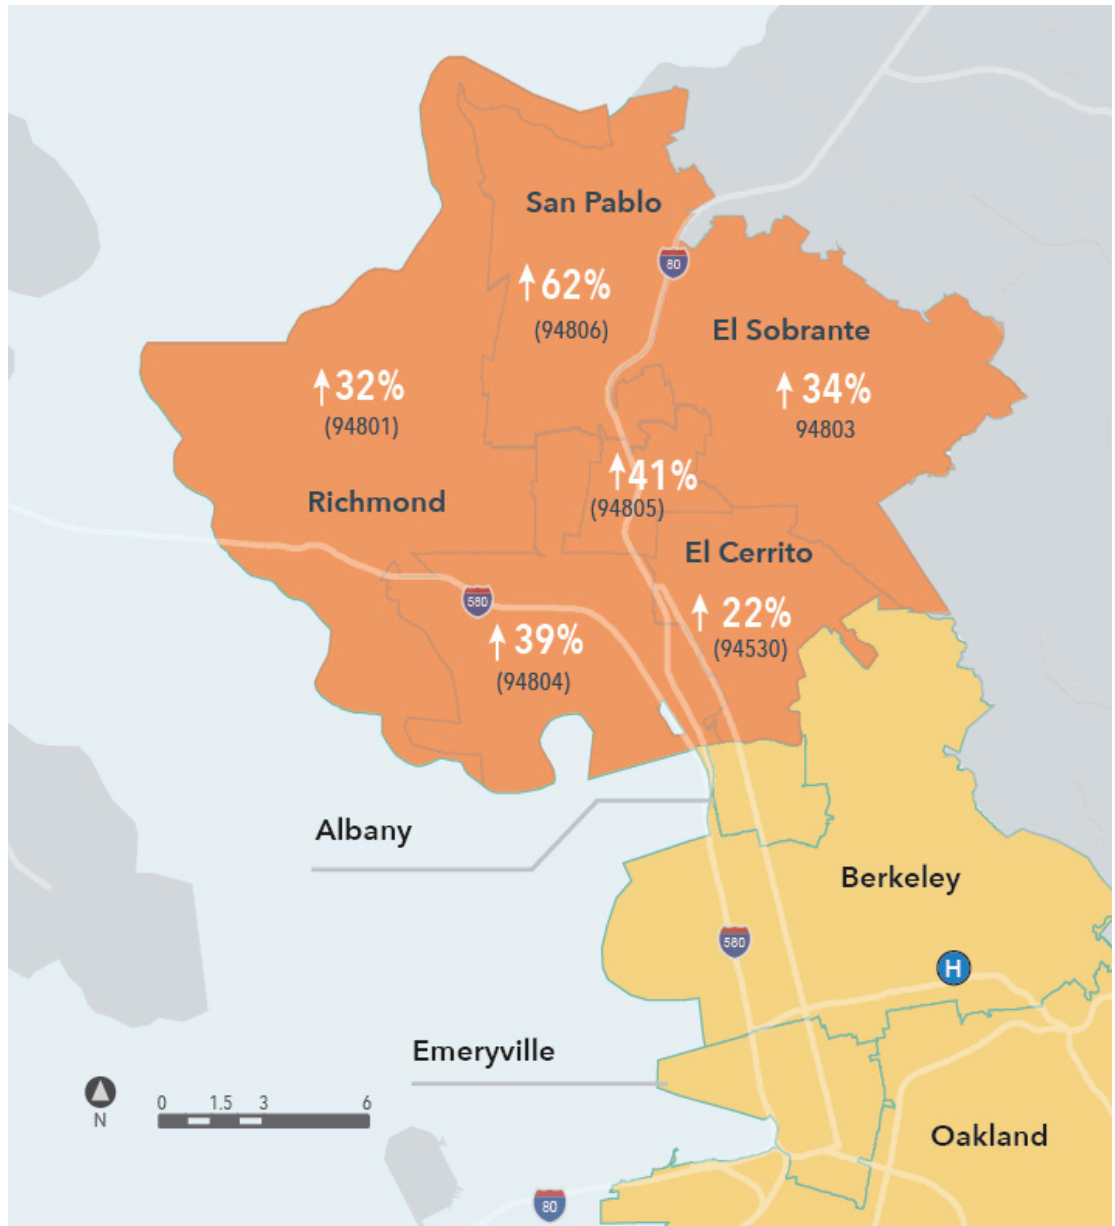 San Pablo
80
62%
(94806)
El Sobrante
34%
94803
32%
(94801)
41%
(94805)
Richmond
El Cerrito
22%
(94530)
580
39%
(94804)
Albany
Berkeley
580
H
Emeryville
N
0 1.5 3 6
Oakland
80